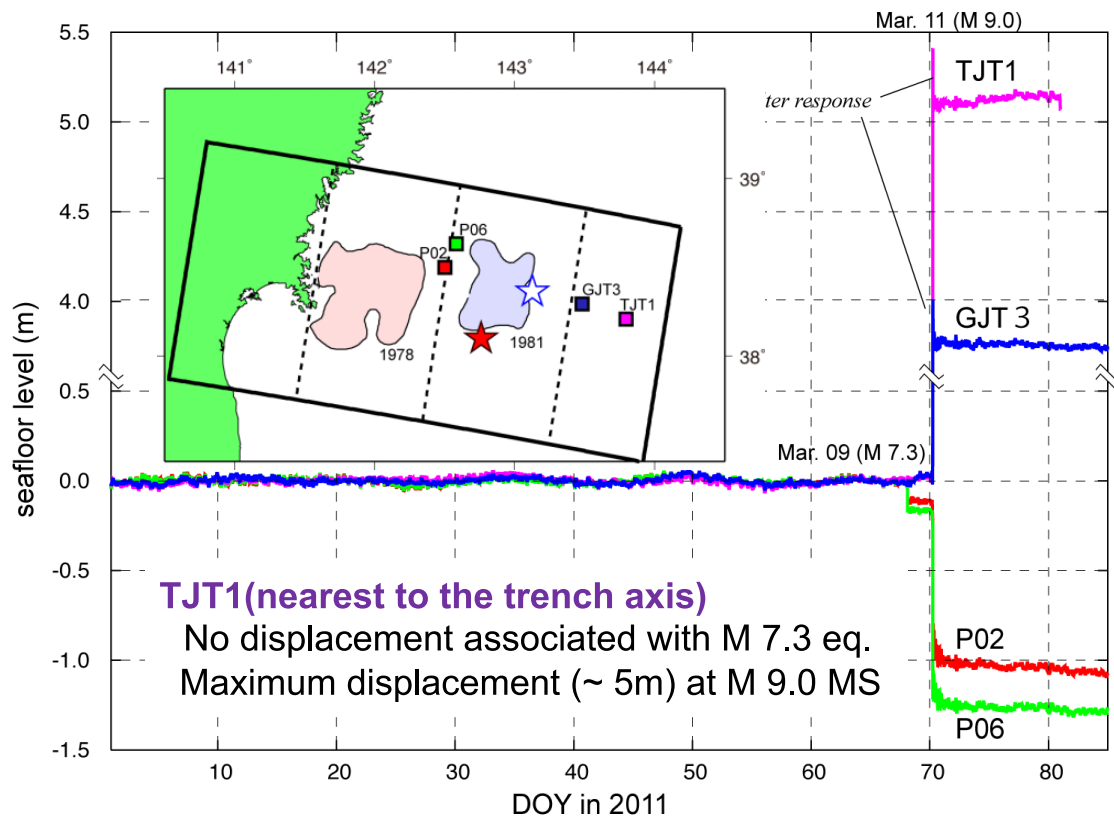 Mar. 11 (M 9.0)
5.5
5.0
4.5
4.0
0.5
0.0
-0.5
-1.0
-1.5
seafloor level (m)
141°
142°
143°
144°
39°
38°
P06
P02
GJT3
TJT1
1978
1981
TJT1
ter response
GJT 3
Mar. 09 (M 7.3)
TJT1(nearest to the trench axis)
No displacement associated with M 7.3 eq.
Maximum displacement (~ 5m) at M 9.0 MS
P02
P06
10
20
30
40
50
60
70
80
DOY in 2011